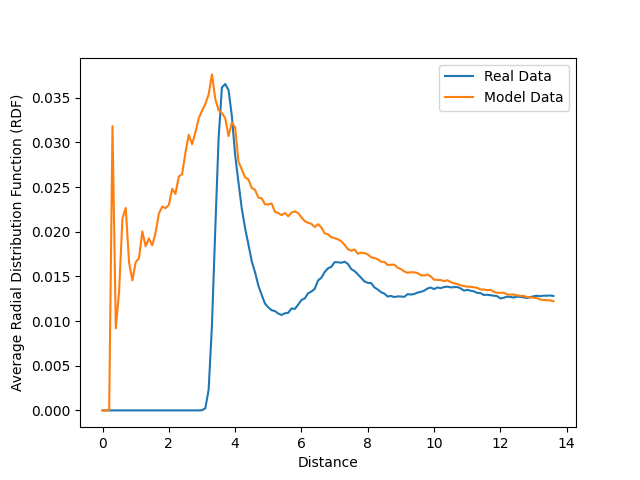 Real Data
Model Data
Average Radial Distribution Function (RDF)
0.035
0.030
0.025
0.020
0.015
0.010
0.005
0.000
0 2 4 6 8 10 12 14
Distance